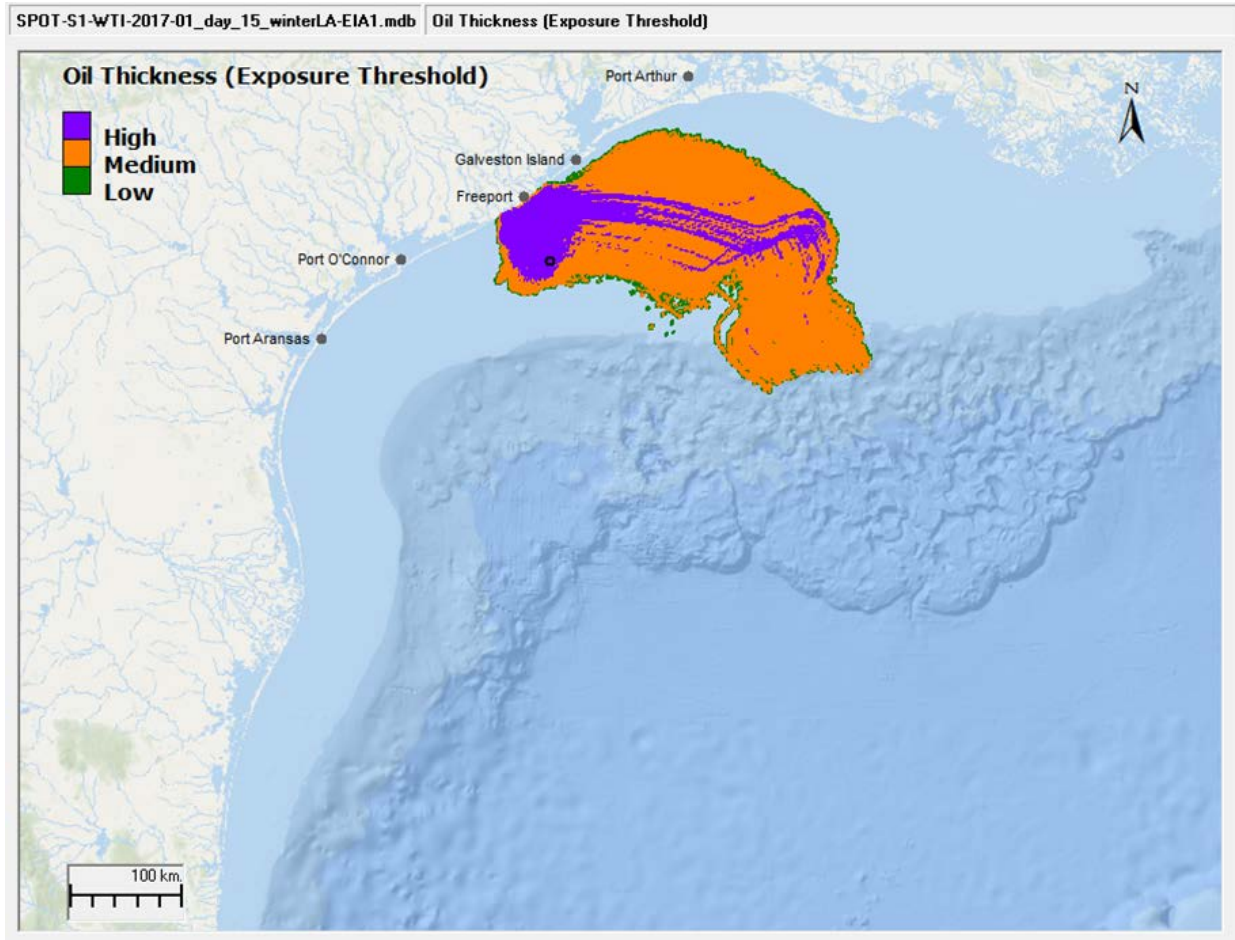 SPOT-S1-WTI-2017-01_day_15_winterLA-EIA1.mdb
Oil Thickness (Exposure Threshold)
Oil Thickness (Exposure Threshold)
High
Medium
Low
Port Arthur
N
Galveston Island
Freeport
Port O'Connor
Port Aransas
100 km.